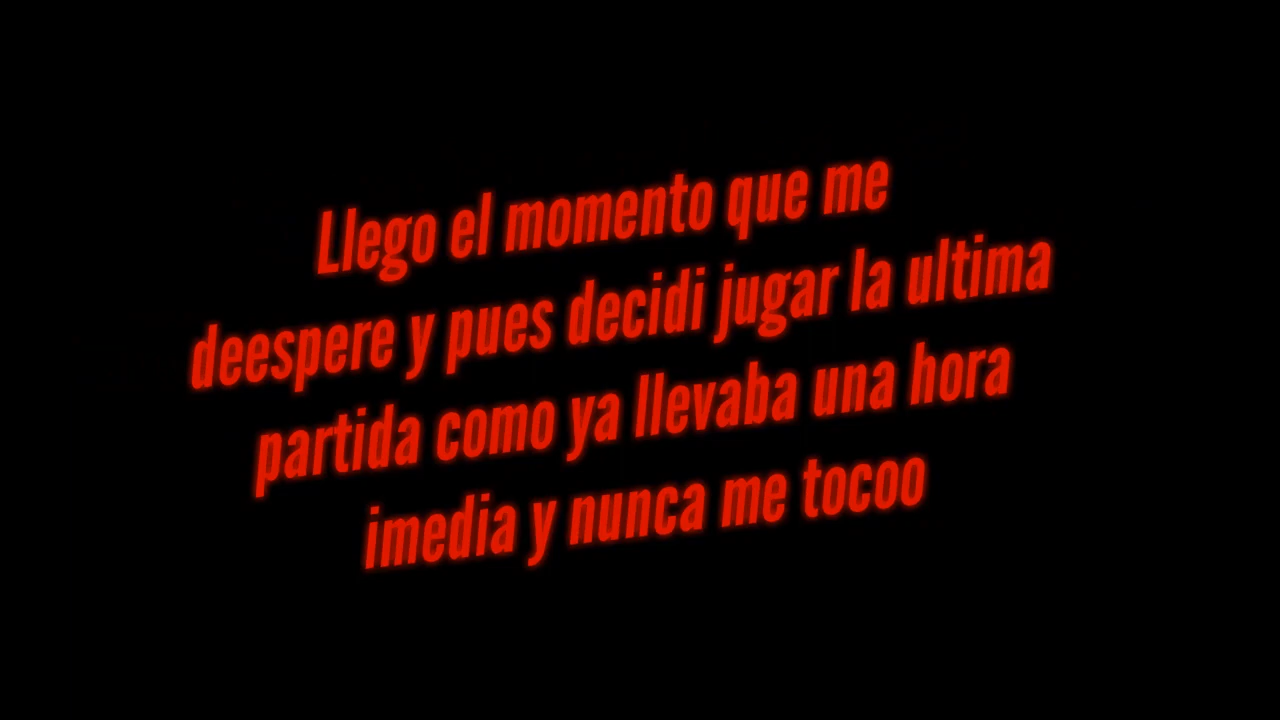 Llego el momento que me
deespere y pues decidi jugar la ultima
partida como ya llevaba una hora
imedia y nunca me tocoo